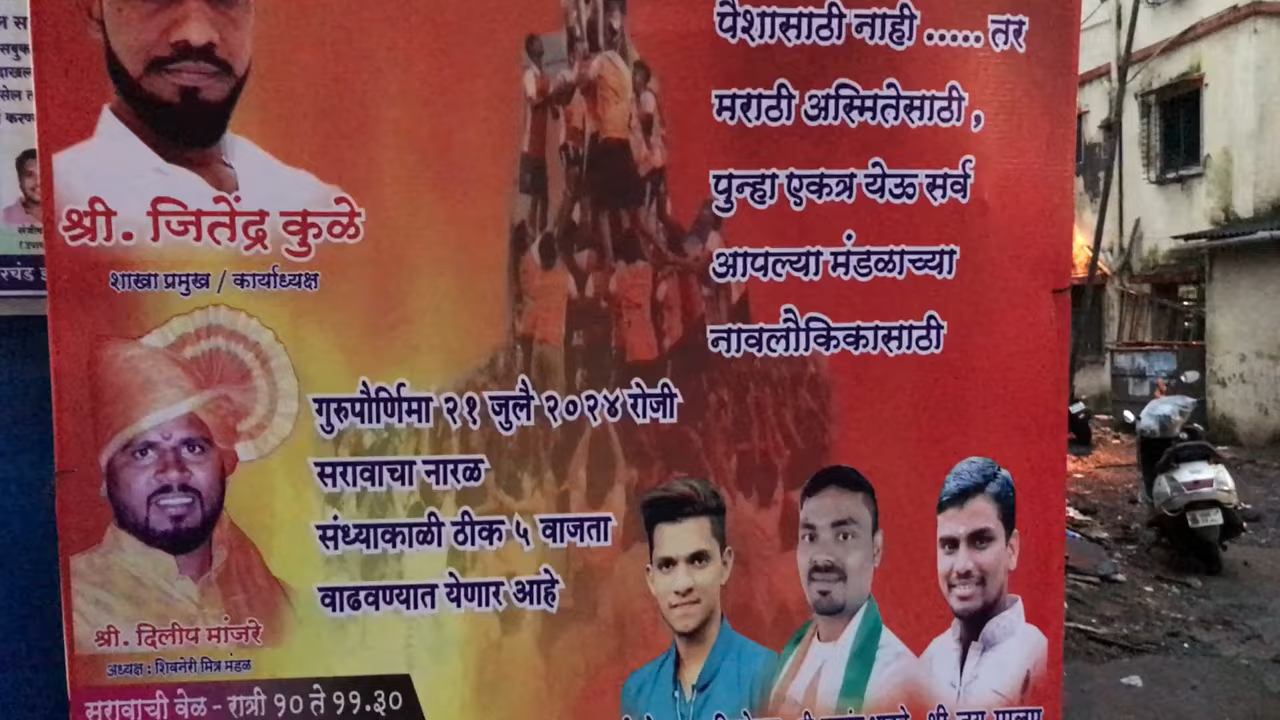 पैशासाठी नाही ..... तर
मराठी अस्मितेसाठी,
पुन्हा एकत्र येऊ सर्व
आपल्या मंडळाच्या
नावलौकिकासाठी
श्री. जितेंद्र कुळे
शाखा प्रमुख / कार्याध्यक्ष
गुरुपौर्णिमा २१ जुलै २०२४ रोजी
सरावाचा नारळ
संध्याकाळी ठीक ५ वाजता
वाढवण्यात येणार आहे
श्री. दिलीप मांजरे
अध्यक्ष : शिवनेरी मित्र मंडळ
सरावाची वेळ - रात्री १० ते ११.३०